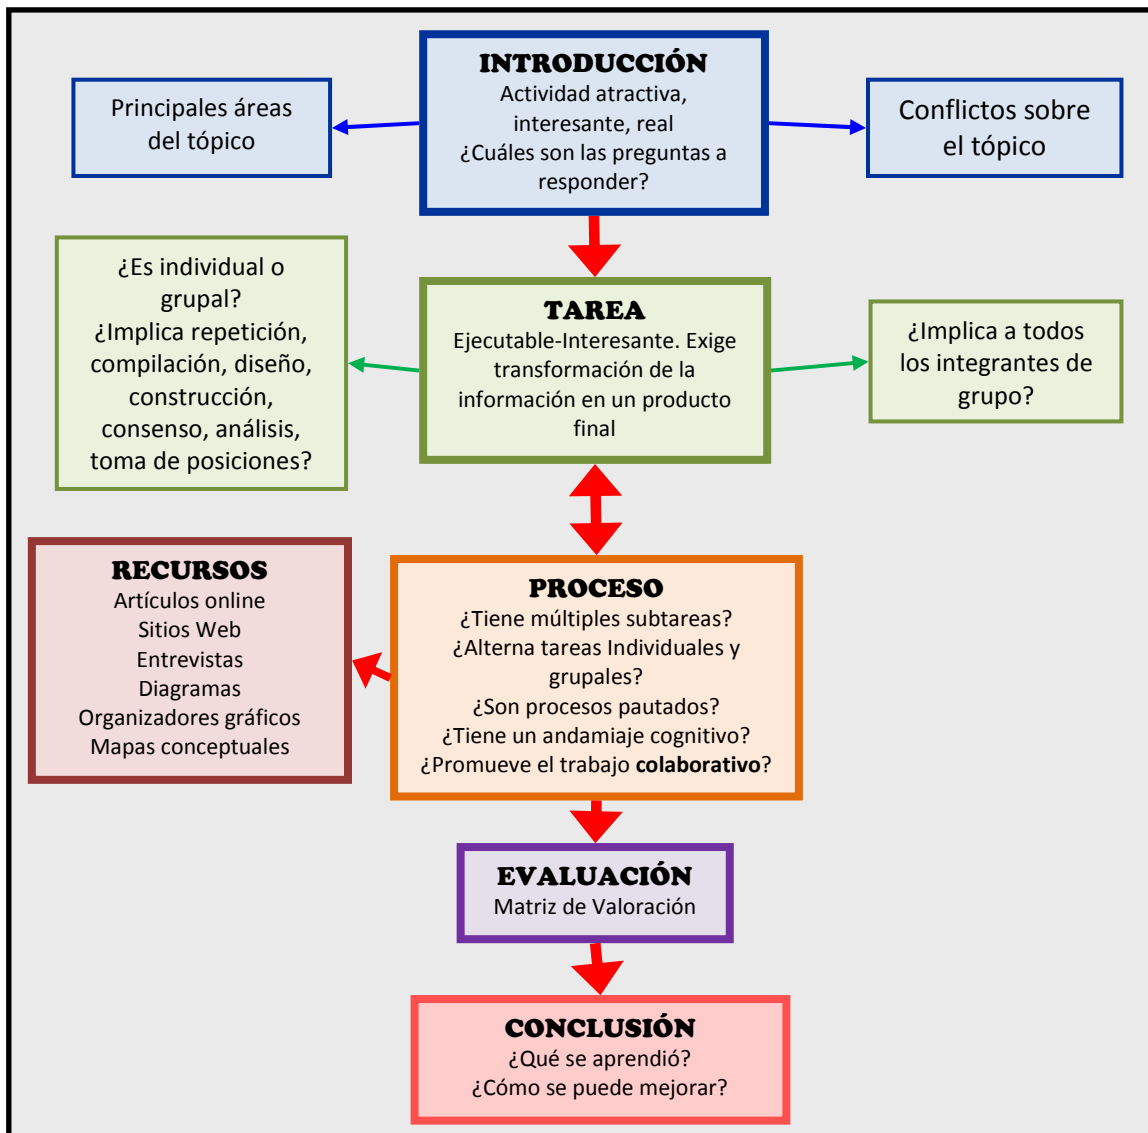 INTRODUCCIÓN
Actividad atractiva,
interesante, real
¿Cuáles son las preguntas a
responder?
Principales áreas
del tópico
Conflictos sobre
el tópico
¿Es individual o
grupal?
¿Implica repetición,
compilación, diseño,
construcción,
consenso, análisis,
toma de posiciones?
TAREA
Ejecutable-Interesante. Exige
transformación de la
información en un producto
final
¿Implica a todos
los integrantes de
grupo?
RECURSOS
Artículos online
Sitios Web
Entrevistas
Diagramas
Organizadores gráficos
Mapas conceptuales
PROCESO
¿Tiene múltiples subtareas?
¿Alterna tareas Individuales y
grupales?
¿Son procesos pautados?
¿Tiene un andamiaje cognitivo?
¿Promueve el trabajo colaborativo?
EVALUACIÓN
Matriz de Valoración
CONCLUSIÓN
¿Qué se aprendió?
¿Cómo se puede mejorar?